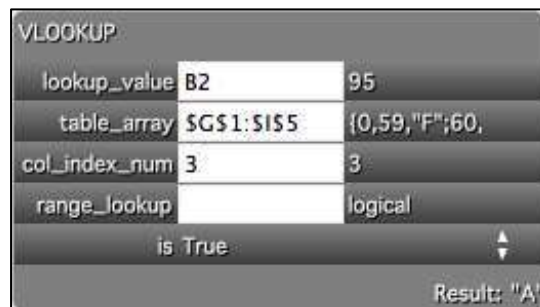 VLOOKUP
lookup_value B2 95
table_array $G$1:$I$5 {0,59,"F";60,
col_index_num 3 3
range_lookup logical
is True
Result: "A"